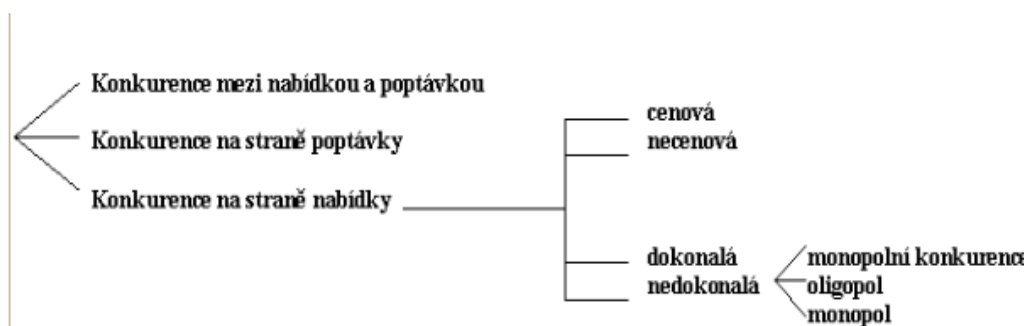 Konkurence mezi nabídkou a poptávkou
Konkurence na straně poptávky
Konkurence na straně nabídky
cenová
necenová
dokonalá
nedokonalá
monopolní konkurence
oligopol
monopol